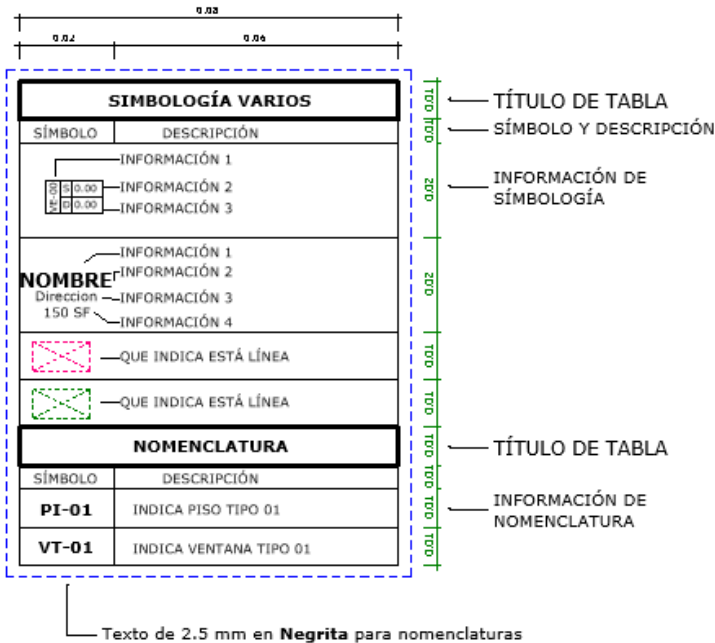 0.08
0.02 0.06
SIMBOLOGÍA VARIOS
SÍMBOLO DESCRIPCIÓN
INFORMACIÓN 1
VE-00 S 0.00 INFORMACIÓN 2
D 0.00 INFORMACIÓN 3
INFORMACIÓN 1
NOMBRE INFORMACIÓN 2
Direccion INFORMACIÓN 3
150 SF INFORMACIÓN 4
QUE INDICA ESTÁ LÍNEA
QUE INDICA ESTÁ LÍNEA
NOMENCLATURA
SÍMBOLO DESCRIPCIÓN
PI-01 INDICA PISO TIPO 01
VT-01 INDICA VENTANA TIPO 01
TÍTULO DE TABLA
SÍMBOLO Y DESCRIPCIÓN
INFORMACIÓN DE
SÍMBOLOGÍA
TÍTULO DE TABLA
INFORMACIÓN DE
NOMENCLATURA
Texto de 2.5 mm en Negrita para nomenclaturas